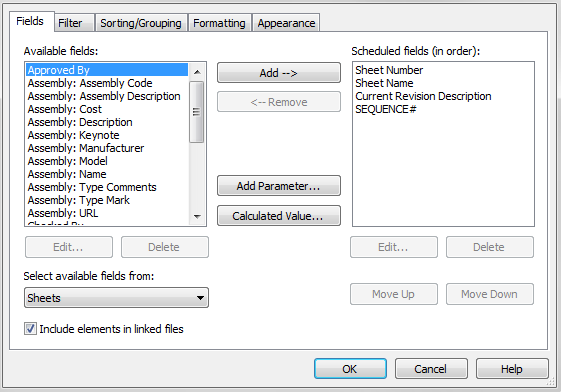 Fields Filter Sorting/Grouping Formatting Appearance
Available fields:
Approved By
Assembly: Assembly Code
Assembly: Assembly Description
Assembly: Cost
Assembly: Description
Assembly: Keynote
Assembly: Manufacturer
Assembly: Model
Assembly: Name
Assembly: Type Comments
Assembly: Type Mark
Assembly: URL
Checked By
Add -->
<-- Remove
Add Parameter...
Calculated Value...
Scheduled fields (in order):
Sheet Number
Sheet Name
Current Revision Description
SEQUENCE#
Edit... Delete
Edit... Delete
Select available fields from:
Sheets
Move Up Move Down
Include elements in linked files
OK Cancel Help